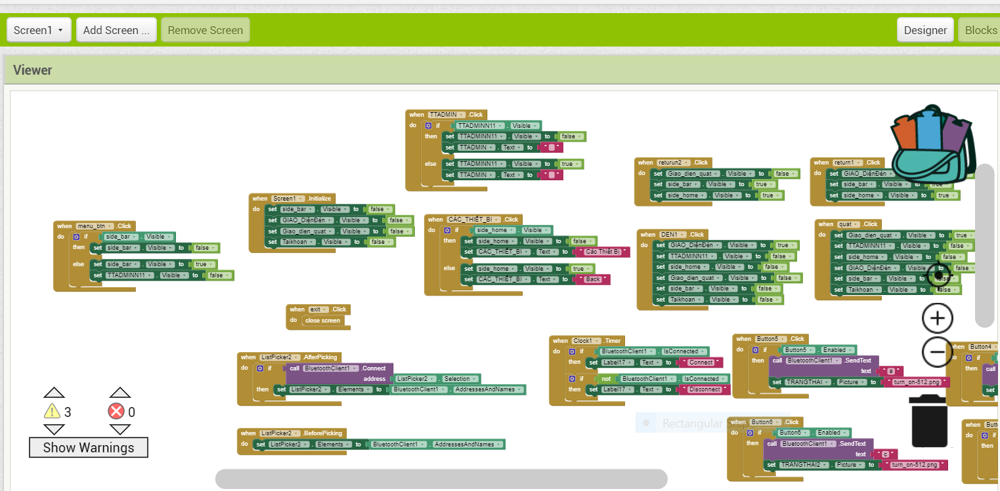 Screen1 Add Screen ... Remove Screen Designer Blocks
Viewer
when TTADMIN .Click
do if TTADMINN11 . Visible
then set TTADMINN11 . Visible to false
set TTADMIN . Text to " "
else set TTADMINN11 . Visible to true
set TTADMIN . Text to " "
when returun2 .Click
do set Giao_dien_quat . Visible to false
set side_bar . Visible to true
set side_home . Visible to true
when return1 .Click
do set GIAO_DiệnĐèn
set side_bar . Visible to true
set side_home . Visible to true
when Screen1 .Initialize
do set side_bar . Visible to false
set GIAO_DiệnĐèn . Visible to false
set Giao_dien_quat . Visible to false
set Taikhoan . Visible to false
when menu_btn .Click
do if side_bar . Visible
then set side_bar . Visible to false
else set side_bar . Visible to true
set TTADMINN11 . Visible to false
when CÁC_THIẾT_BI .Click
do if side_home . Visible
then set side_home . Visible to false
set CÁC_THIẾT_BI . Text to " Các Thiết Bị "
else set side_home . Visible to true
set CÁC_THIẾT_BI . Text to " Back "
when DEN1 .Click
do set GIAO_DiệnĐèn . Visible to true
set TTADMINN11 . Visible to false
set side_home . Visible to false
set Giao_dien_quat . Visible to false
set side_bar . Visible to false
set Taikhoan . Visible to false
when quat .Click
do set Giao_dien_quat . Visible to true
set TTADMINN11 . Visible to false
set side_home . Visible to false
set GIAO_DiệnĐèn . Visible to false
set side_bar . Visible to false
set Taikhoan . Visible to false
when exit .Click
do close screen
when ListPicker2 .AfterPicking
do if call BluetoothClient1 .Connect
address ListPicker2 . Selection
then set ListPicker2 . Elements to BluetoothClient1 . AddressesAndNames
when ListPicker2 .BeforePicking
do set ListPicker2 . Elements to BluetoothClient1 . AddressesAndNames
when Clock1 .Timer
do if BluetoothClient1 . IsConnected
then set Label17 . Text to " Connect "
if not BluetoothClient1 . IsConnected
then set Label17 . Text to " Disconnect "
when Button5 .Click
do if Button5 . Enabled
then call BluetoothClient1 .SendText
text " a "
set TRANGTHAI . Picture to " turn_on-512.png "
when Button4
do if
then call
set
when Button6 .Click
do if Button6 . Enabled
then call BluetoothClient1 .SendText
text " c "
set TRANGTHAI2 . Picture to " turn_on-512.png "
when
do if
then
Rectangular Snip
3 0
Show Warnings